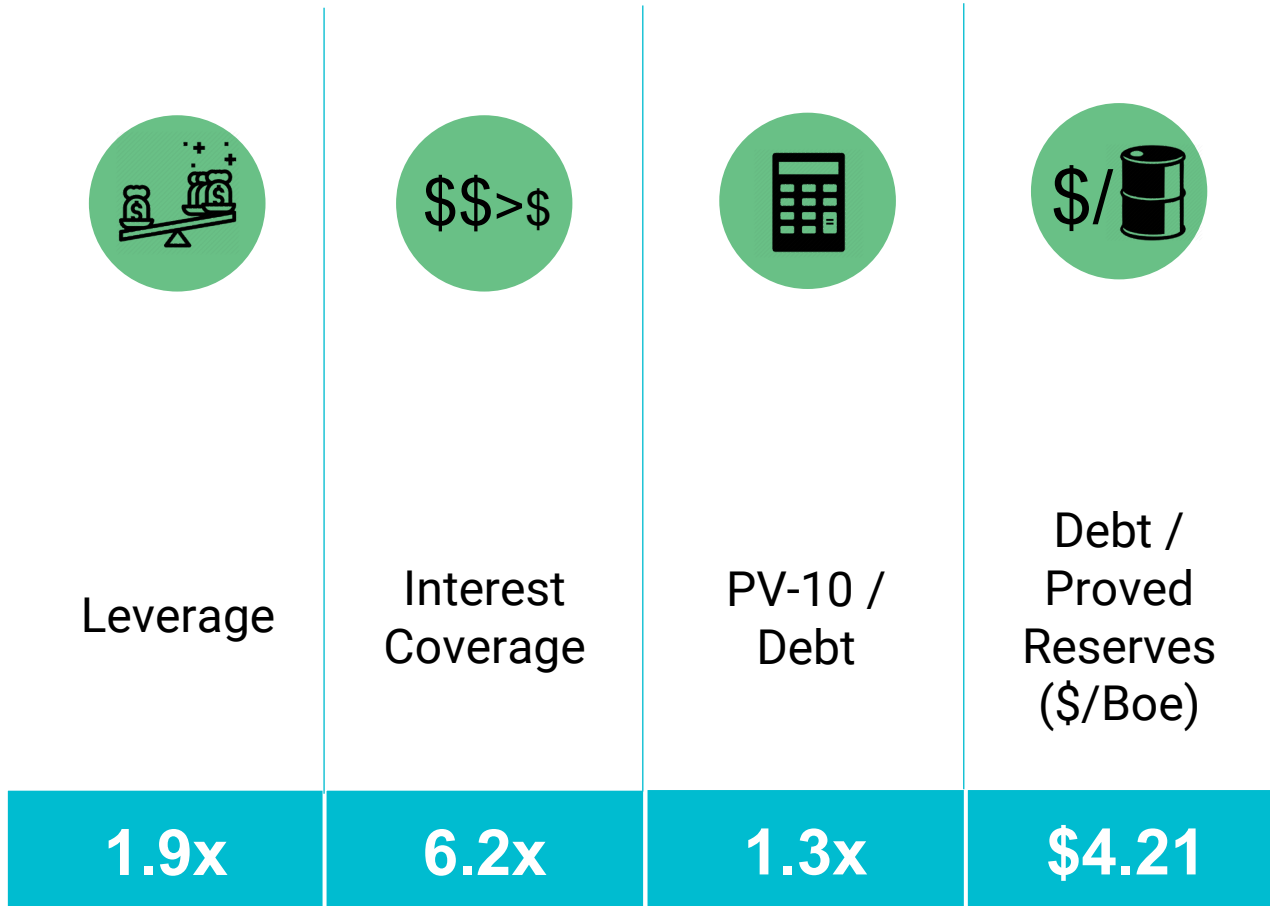 $$>$
$/
Leverage
Interest
Coverage
PV-10 /
Debt
Debt /
Proved
Reserves
($/Boe)
1.9x
6.2x
1.3x
$4.21